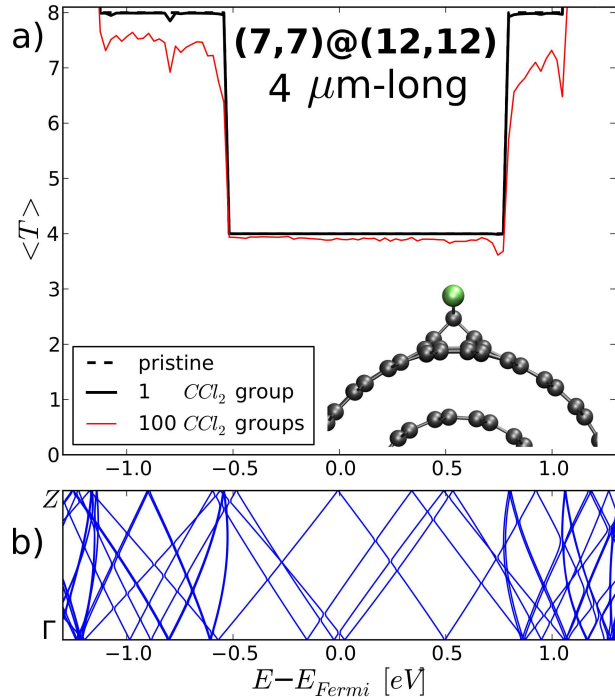 a)
(7,7)@(12,12)
4 μm-long
<T>
8
7
6
5
4
3
2
1
0
pristine
1 CCl₂ group
100 CCl₂ groups
−1.0 −0.5 0.0 0.5 1.0
b)
Z
Γ
−1.0 −0.5 0.0 0.5 1.0
E−E_Fermi [eV]